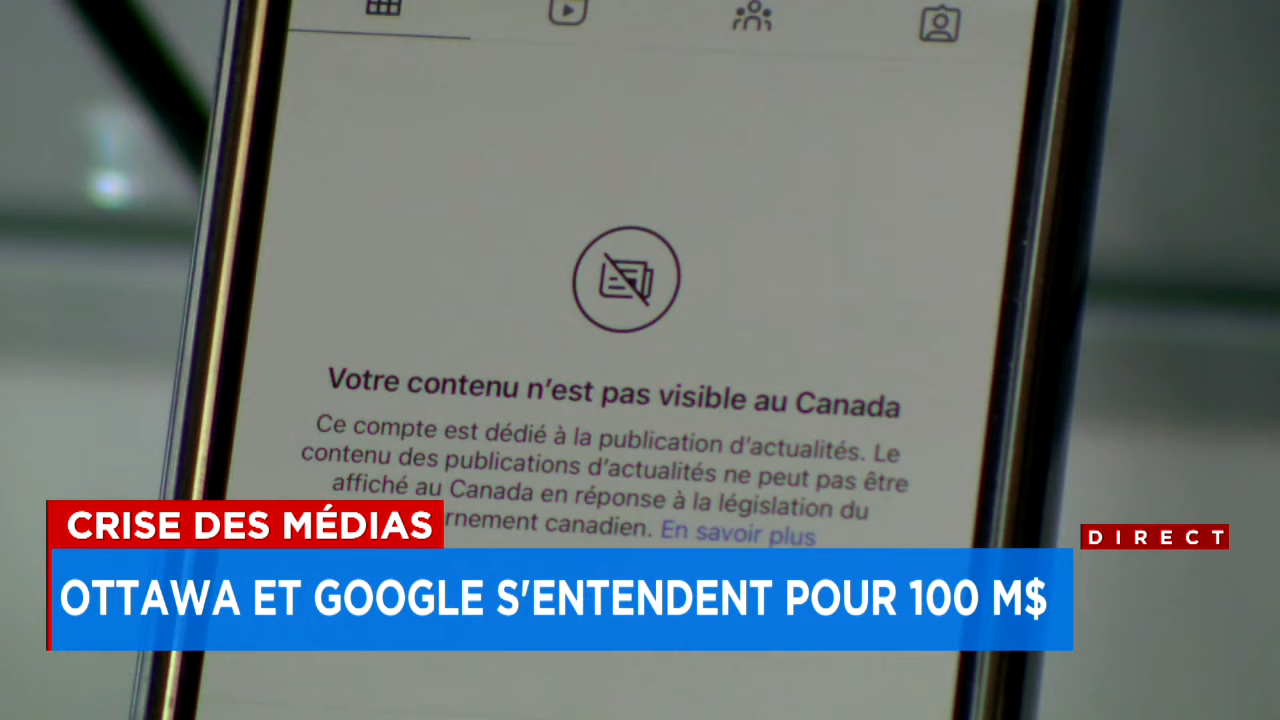 Votre contenu n'est pas visible au Canada
Ce compte est dédié à la publication d'actualités. Le
contenu des publications d'actualités ne peut pas être
affiché au Canada en réponse à la législation du
rnement canadien. En savoir plus
CRISE DES MÉDIAS
DIRECT
OTTAWA ET GOOGLE S'ENTENDENT POUR 100 M$